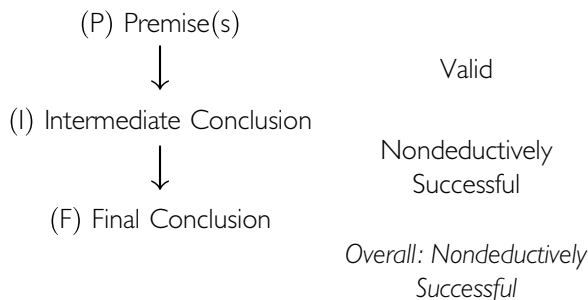 (P) Premise(s)
Valid
(I) Intermediate Conclusion
Nondeductively
Successful
(F) Final Conclusion
Overall: Nondeductively
Successful